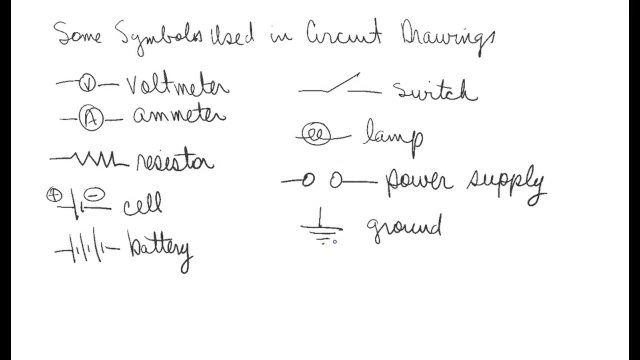 Some Symbols Used in Circuit Drawings
V voltmeter
A ammeter
resistor
+ − cell
battery
switch
lamp
power supply
ground